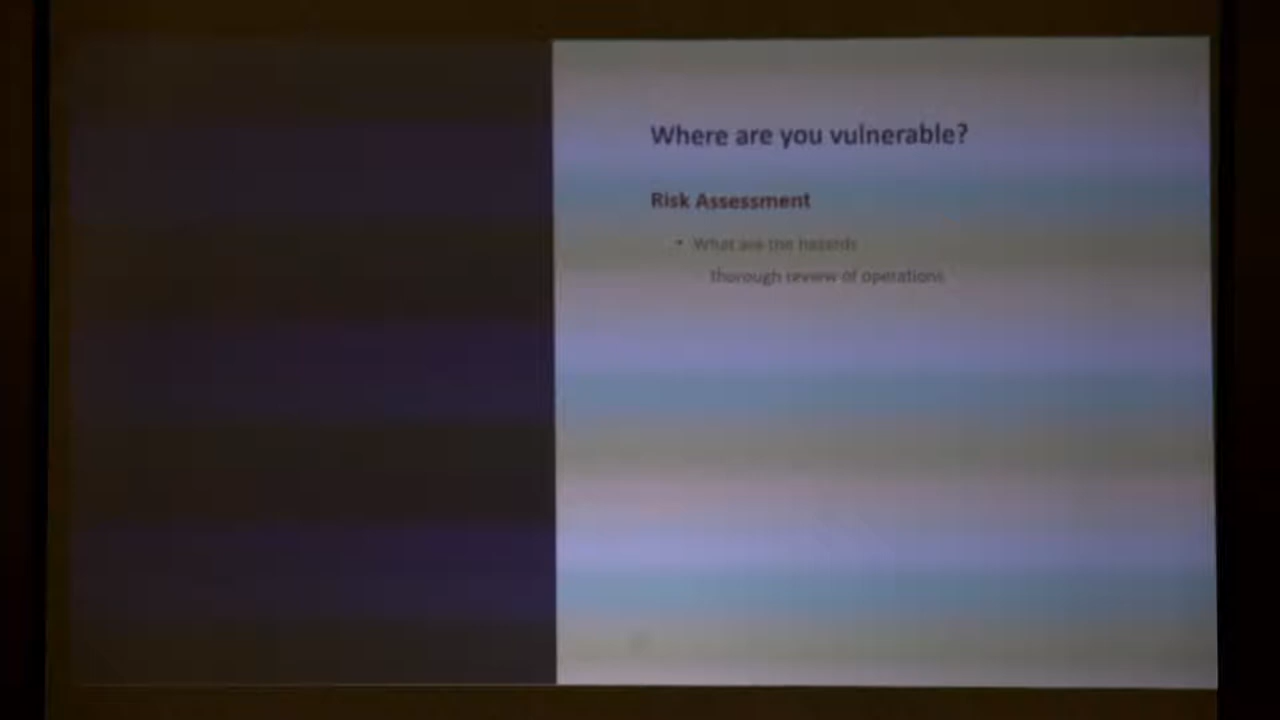 Where are you vulnerable?
Risk Assessment
• What are the hazards
thorough review of operations